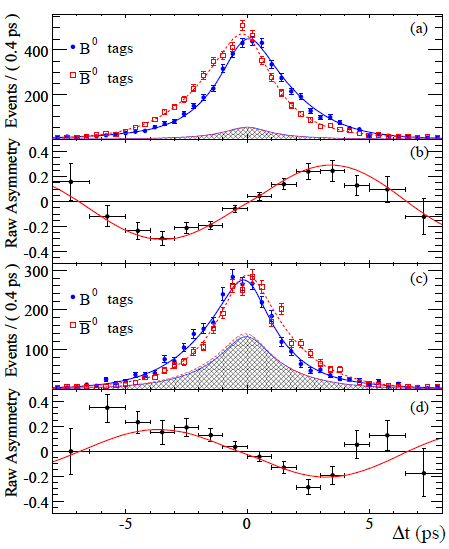 (a)
Events / ( 0.4 ps )
400
200
B⁰ tags
B̅⁰ tags
(b)
Raw Asymmetry
0.4
0.2
0
-0.2
-0.4
(c)
Events / ( 0.4 ps )
300
200
100
B⁰ tags
B̅⁰ tags
(d)
Raw Asymmetry
0.4
0.2
0
-0.2
-0.4
-5 0 5
Δt (ps)